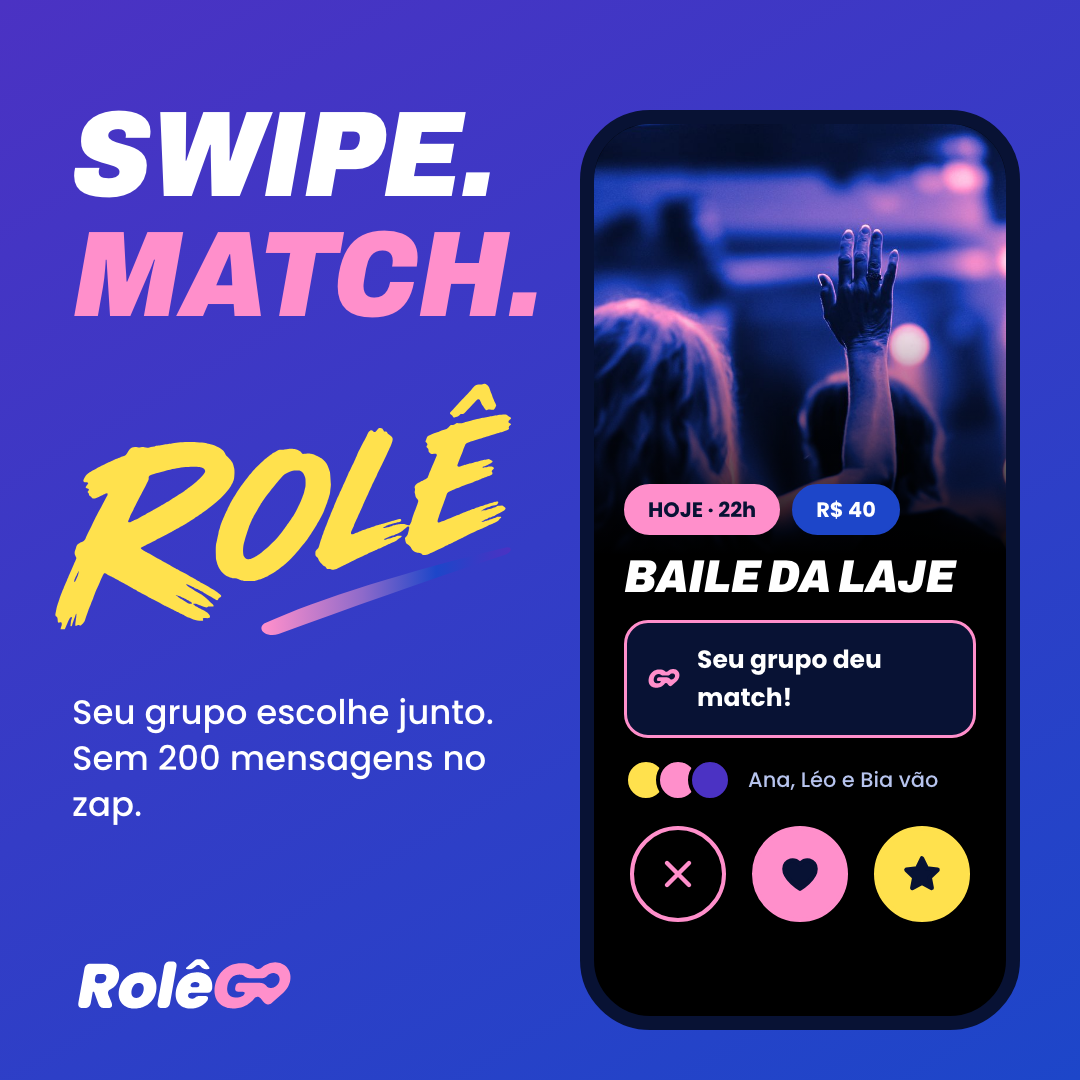 SWIPE.
MATCH.
ROLÊ
Seu grupo escolhe junto.
Sem 200 mensagens no
zap.
RolêGO
HOJE · 22h
R$ 40
BAILE DA LAJE
GO
Seu grupo deu
match!
Ana, Léo e Bia vão